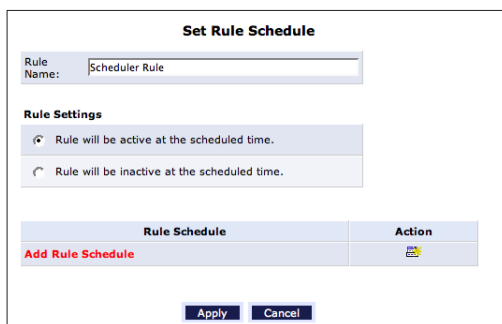 Set Rule Schedule
Rule
Name:
Scheduler Rule
Rule Settings
Rule will be active at the scheduled time.
Rule will be inactive at the scheduled time.
Rule Schedule Action
Add Rule Schedule
Apply Cancel